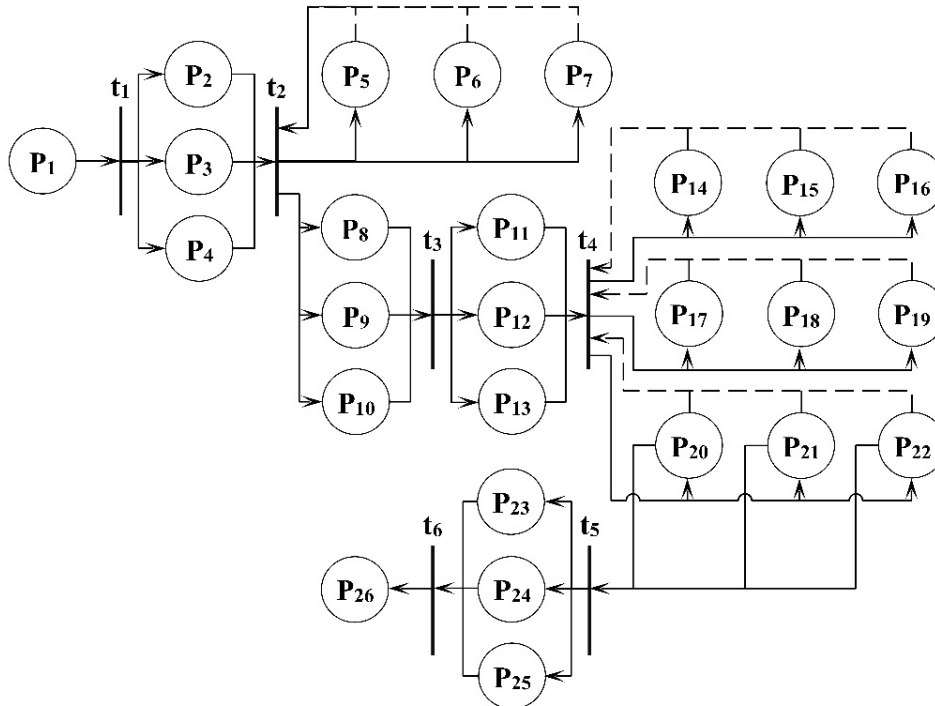 P₂ P₅ P₆ P₇
t₁ t₂
P₁ P₃
P₄
P₁₄ P₁₅ P₁₆
P₈ P₁₁
t₃ t₄
P₉ P₁₂ P₁₇ P₁₈ P₁₉
P₁₀ P₁₃
P₂₀ P₂₁ P₂₂
P₂₃
t₆ t₅
P₂₆ P₂₄
P₂₅